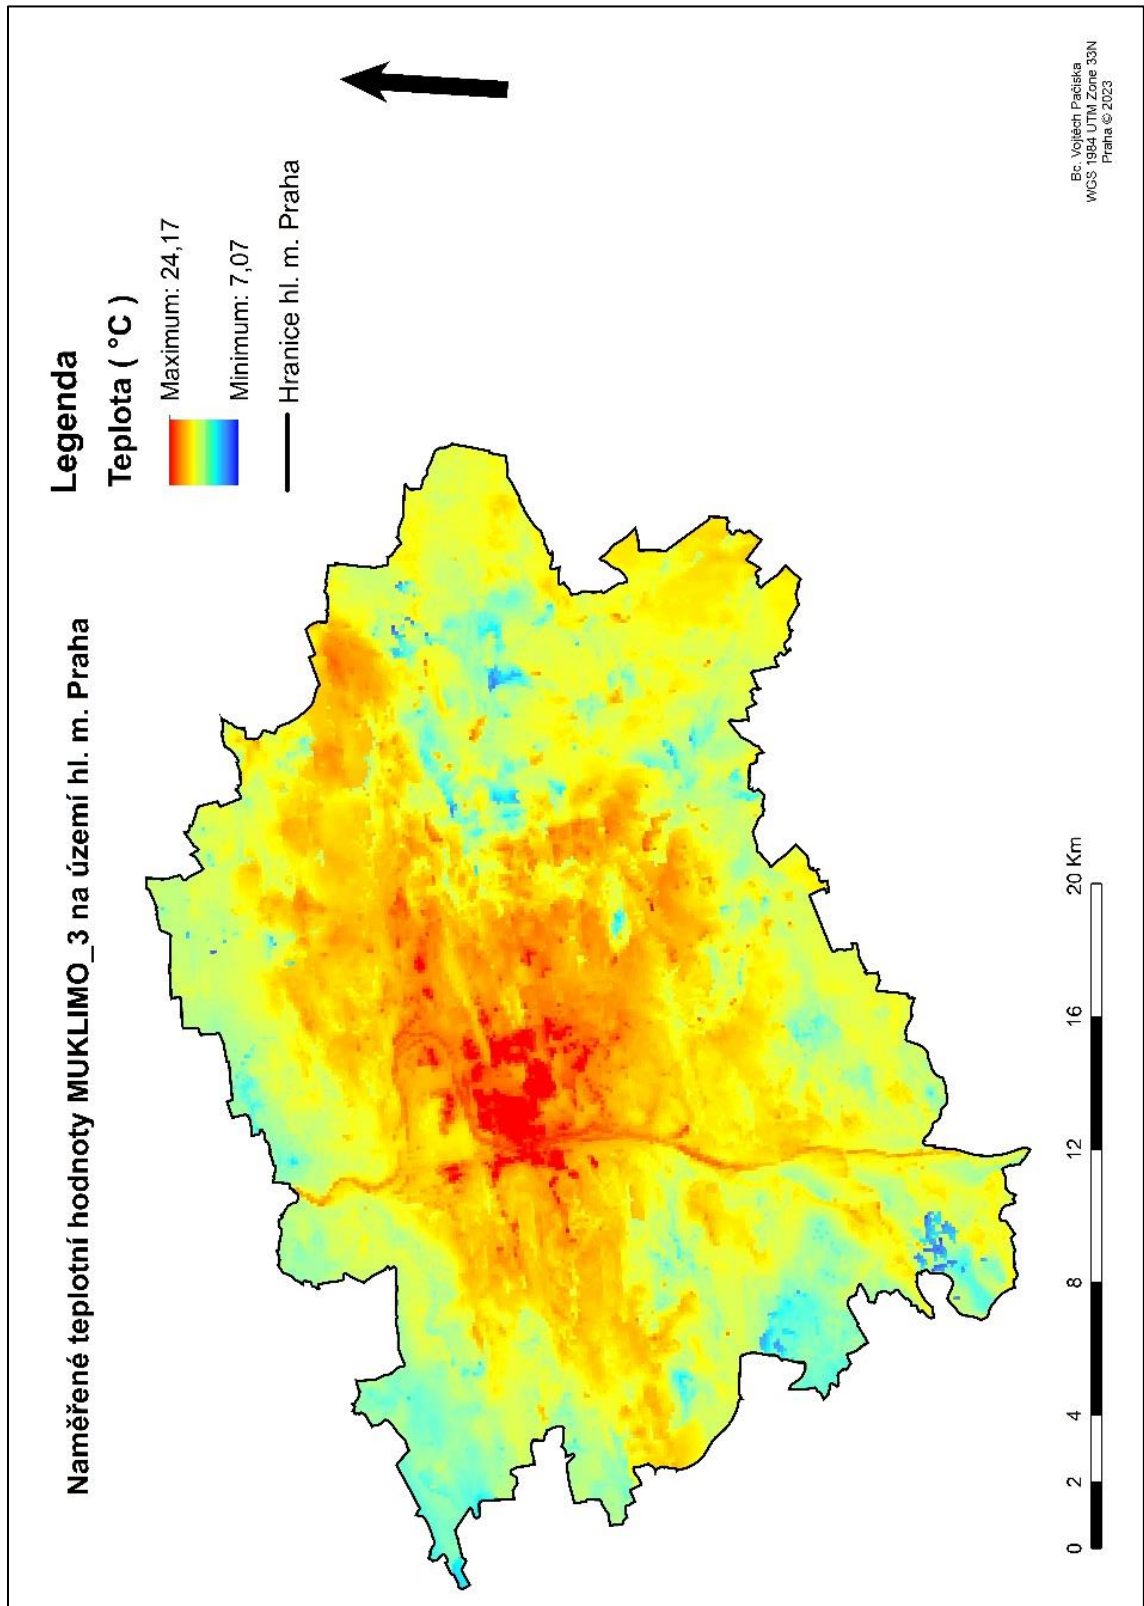 Naměřené teplotní hodnoty MUKLIMO_3 na území hl. m. Praha
Legenda
Teplota ( °C )
Maximum: 24,17
Minimum: 7,07
Hranice hl. m. Praha
0 2 4 8 12 16 20 Km
Bc. Vojtěch Pačiska
WGS 1984 UTM Zone 33N
Praha © 2023